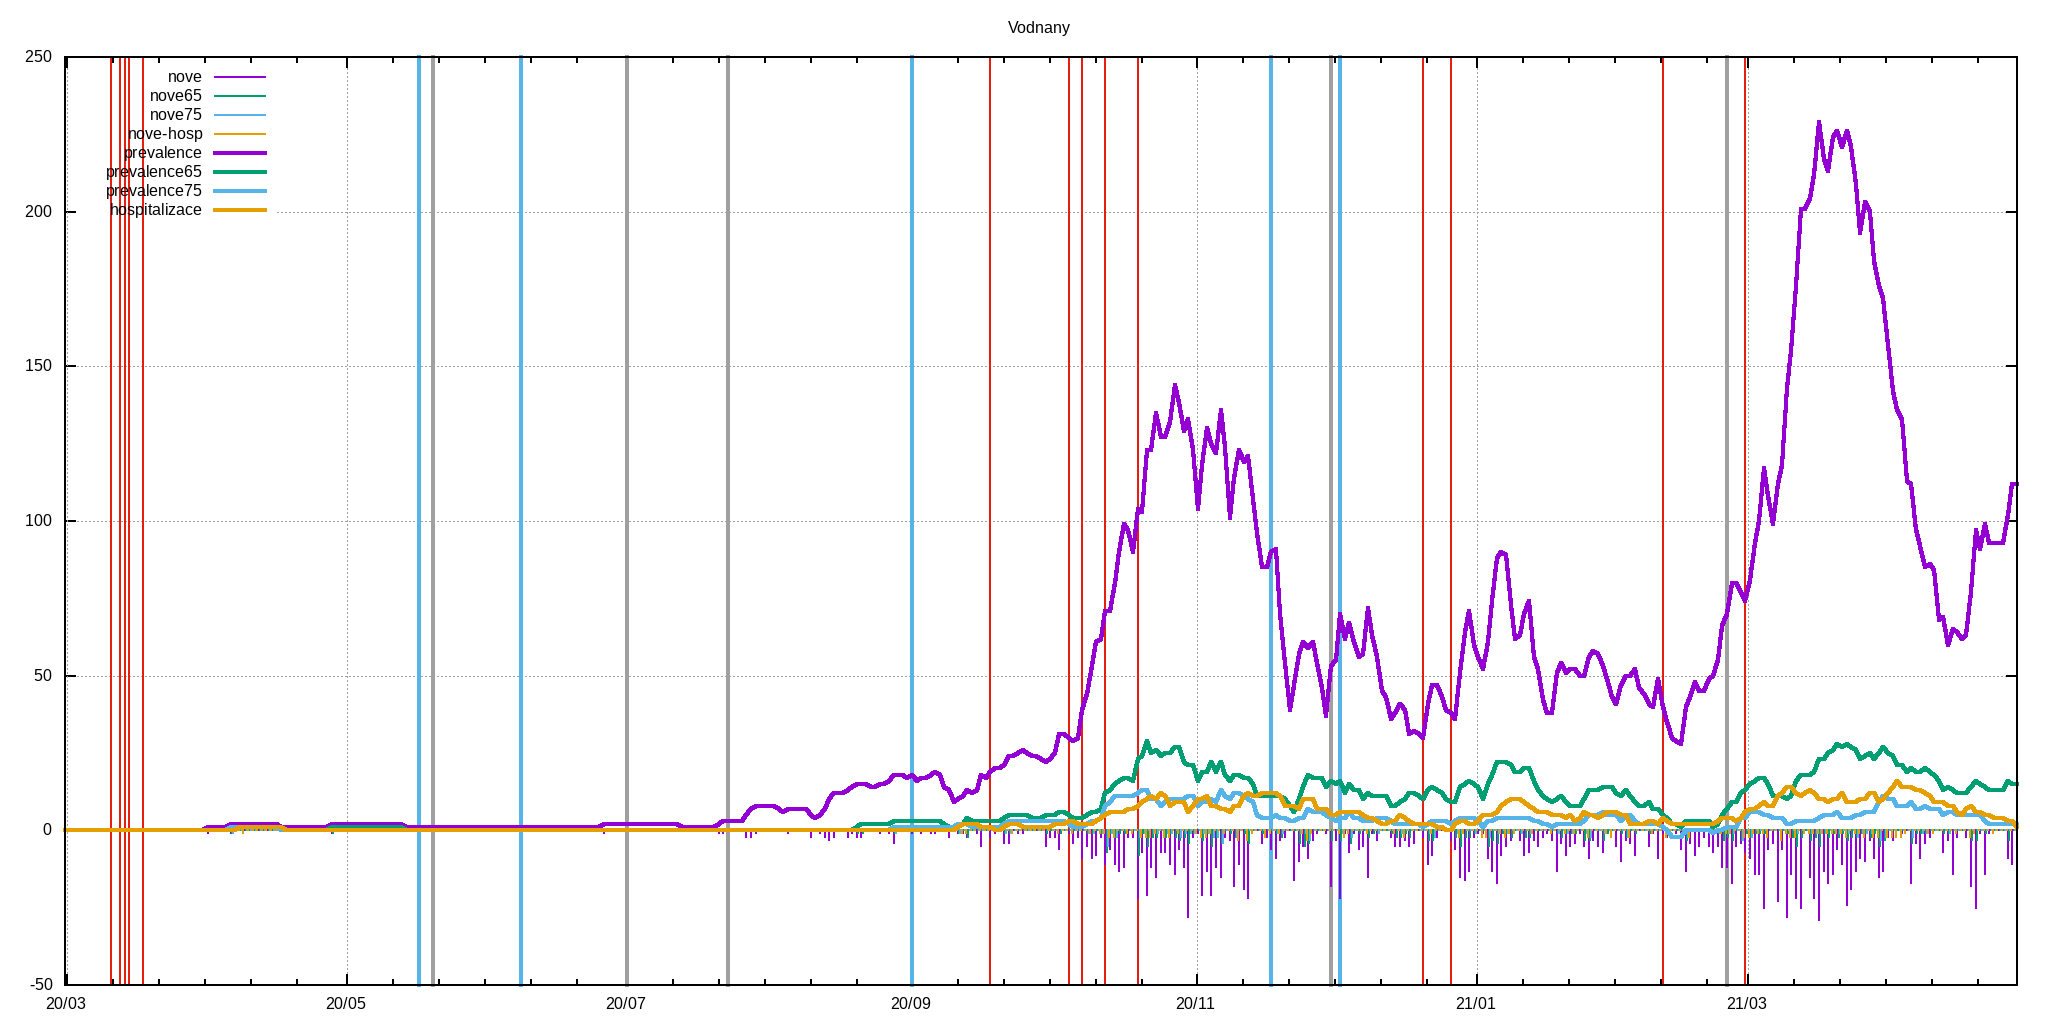 Vodnany
250
200
150
100
50
0
-50
nove
nove65
nove75
nove-hosp
prevalence
prevalence65
prevalence75
hospitalizace
20/03 20/05 20/07 20/09 20/11 21/01 21/03